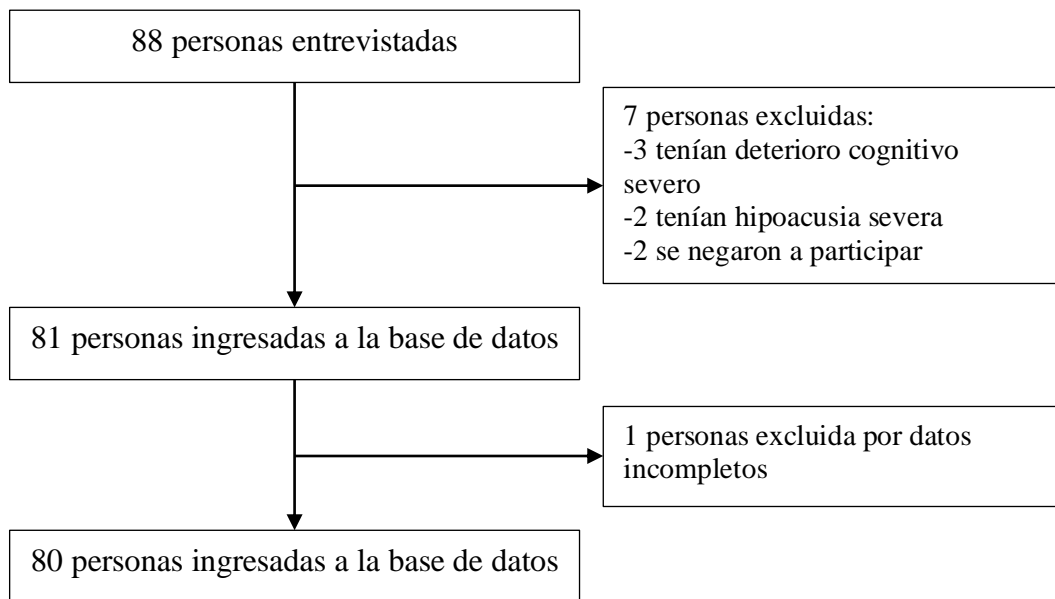 88 personas entrevistadas
7 personas excluidas:
-3 tenían deterioro cognitivo
severo
-2 tenían hipoacusia severa
-2 se negaron a participar
81 personas ingresadas a la base de datos
1 personas excluida por datos
incompletos
80 personas ingresadas a la base de datos